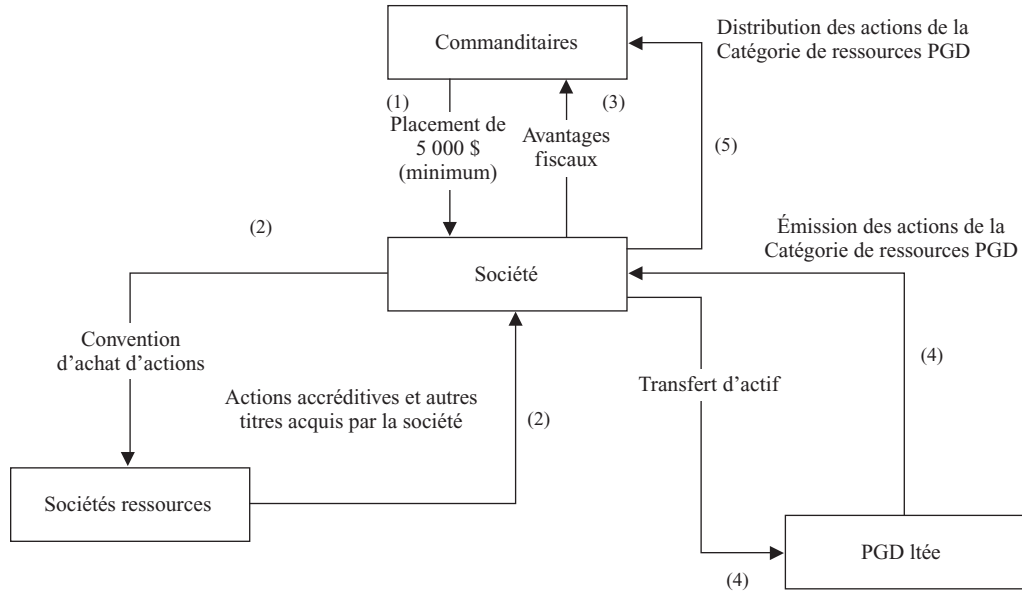 Commanditaires
Distribution des actions de la
Catégorie de ressources PGD
(1)
Placement de
5 000 $
(minimum)
(3)
Avantages
fiscaux
(5)
(2)
Émission des actions de la
Catégorie de ressources PGD
Société
Convention
d’achat d’actions
(4)
Transfert d’actif
Actions accréditives et autres
titres acquis par la société
(2)
Sociétés ressources
PGD ltée
(4)